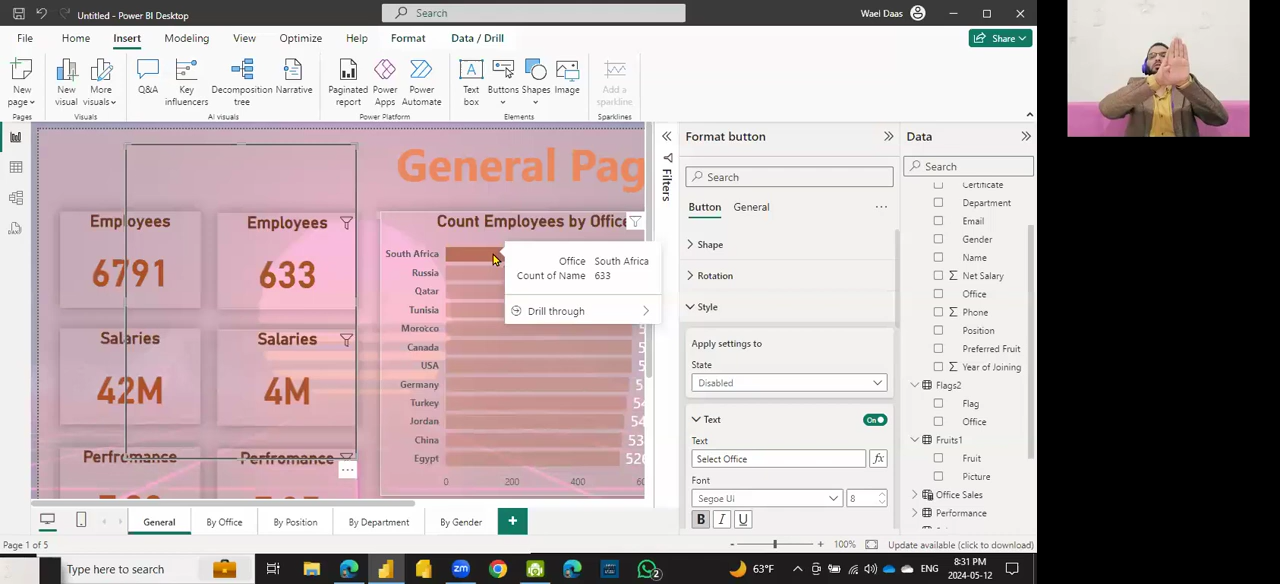 Untitled - Power BI Desktop
Search
Wael Daas
File
Home
Insert
Modeling
View
Optimize
Help
Format
Data / Drill
Share
New page
New visual
More visuals
Q&A
Key influencers
Decomposition tree
Narrative
Paginated report
Power Apps
Power Automate
Text box
Buttons
Shapes
Image
Add a sparkline
Pages
Visuals
AI visuals
Power Platform
Elements
Sparklines
General Pag
Employees
6791
Employees
633
Salaries
42M
Salaries
4M
Perfromance
Perfromance
Count Employees by Office
South Africa
Russia
Qatar
Tunisia
Morocco
Canada
USA
Germany
Turkey
Jordan
China
Egypt
54
54
53
526
0
200
400
Office South Africa
Count of Name 633
Drill through
Filters
Format button
Search
Button
General
Shape
Rotation
Style
Apply settings to
State
Disabled
Text
On
Text
Select Office
fx
Font
Segoe UI
8
B I U
Data
Search
Certificate
Department
Email
Gender
Name
Net Salary
Office
Phone
Position
Preferred Fruit
Year of Joining
Flags2
Flag
Office
Fruits1
Fruit
Picture
Office Sales
Performance
General
By Office
By Position
By Department
By Gender
Page 1 of 5
100%
Update available (click to download)
Type here to search
zm
2
63°F
ENG
8:31 PM
2024-05-12